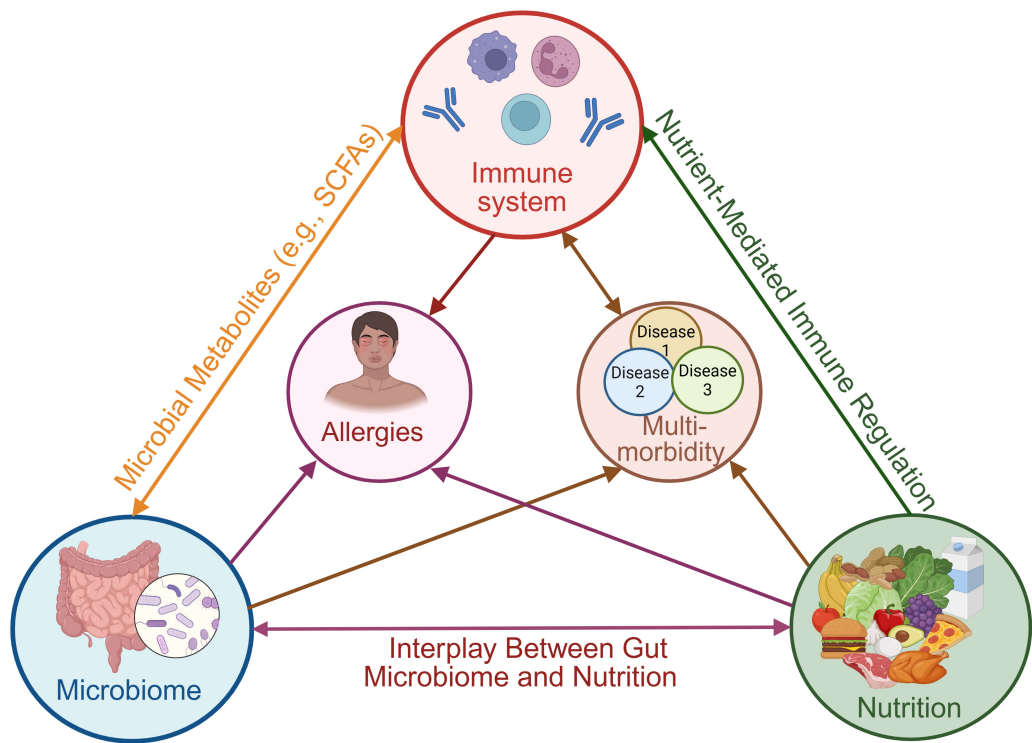 Immune
system
Microbial Metabolites (e.g., SCFAs)
Nutrient-Mediated Immune Regulation
Allergies
Disease
1
Disease
2
Disease
3
Multi-
morbidity
Microbiome
Interplay Between Gut
Microbiome and Nutrition
Nutrition